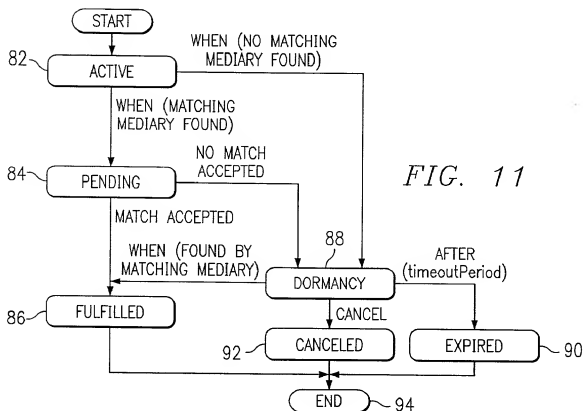 START
WHEN (NO MATCHING
MEDIARY FOUND)
82
ACTIVE
WHEN (MATCHING
MEDIARY FOUND)
NO MATCH
ACCEPTED
84
PENDING
FIG. 11
MATCH ACCEPTED
88
AFTER
(timeoutPeriod)
WHEN (FOUND BY
MATCHING MEDIARY)
DORMANCY
86
FULFILLED
CANCEL
92
CANCELED
EXPIRED
90
END
94